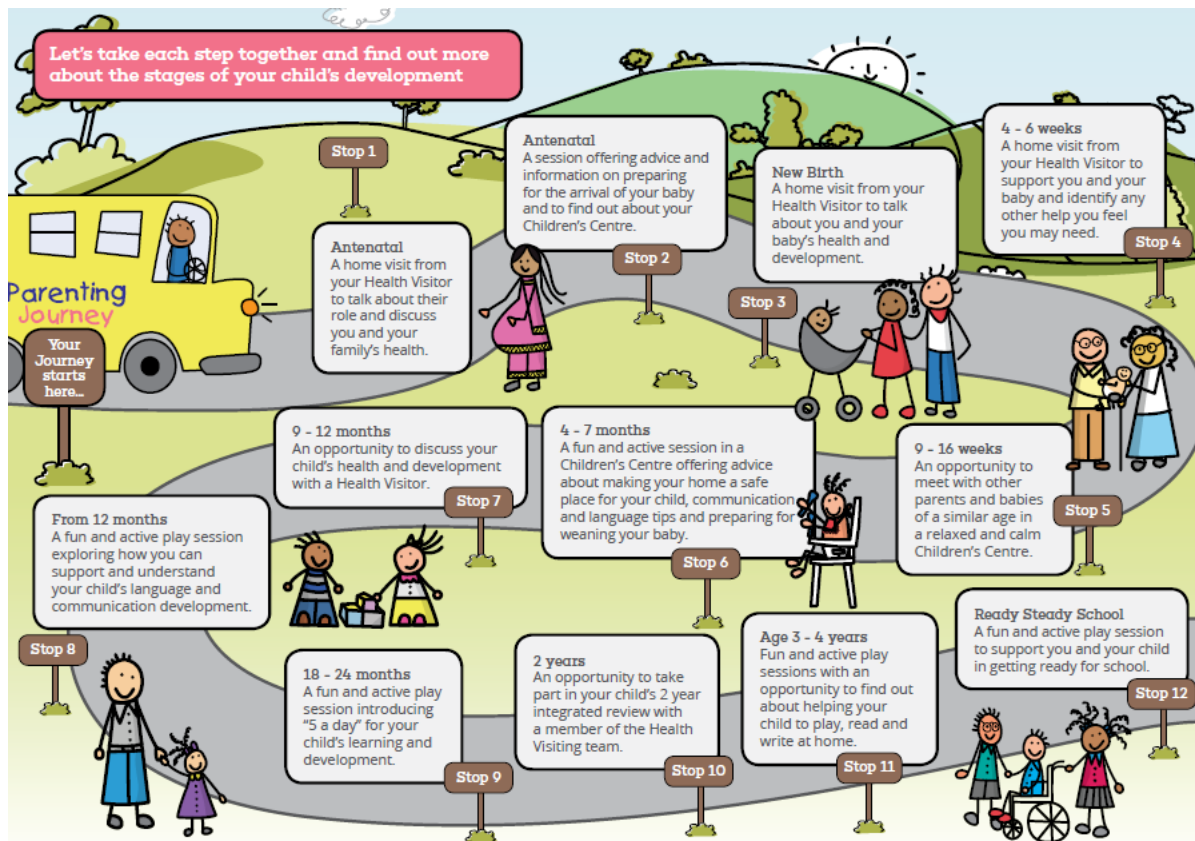 Let's take each step together and find out more
about the stages of your child's development
Parenting
Journey
Your
Journey
starts
here...
Stop 1
Antenatal
A home visit from
your Health Visitor
to talk about their
role and discuss
you and your
family's health.
Antenatal
A session offering advice and
information on preparing
for the arrival of your baby
and to find out about your
Children's Centre.
Stop 2
New Birth
A home visit from your
Health Visitor to talk
about you and your
baby's health and
development.
Stop 3
4 - 6 weeks
A home visit from
your Health Visitor to
support you and your
baby and identify any
other help you feel
you may need.
Stop 4
9 - 16 weeks
An opportunity to
meet with other
parents and babies
of a similar age in
a relaxed and calm
Children's Centre.
Stop 5
4 - 7 months
A fun and active session in a
Children's Centre offering advice
about making your home a safe
place for your child, communication
and language tips and preparing for
weaning your baby.
Stop 6
9 - 12 months
An opportunity to discuss your
child's health and development
with a Health Visitor.
Stop 7
From 12 months
A fun and active play session
exploring how you can
support and understand
your child's language and
communication development.
Stop 8
18 - 24 months
A fun and active play
session introducing
"5 a day" for your
child's learning and
development.
Stop 9
2 years
An opportunity to take
part in your child's 2 year
integrated review with
a member of the Health
Visiting team.
Stop 10
Age 3 - 4 years
Fun and active play
sessions with an
opportunity to find out
about helping your
child to play, read and
write at home.
Stop 11
Ready Steady School
A fun and active play session
to support you and your child
in getting ready for school.
Stop 12